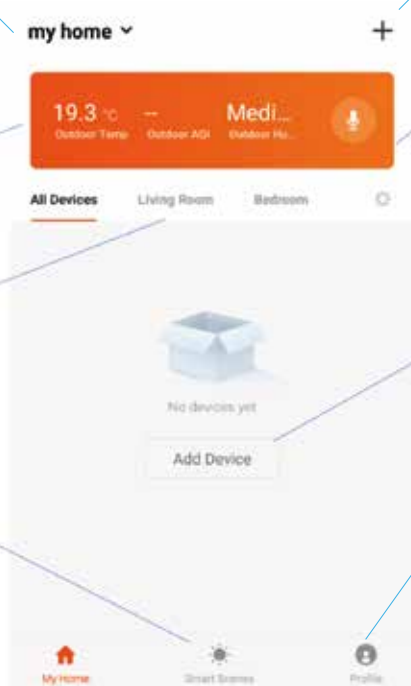 my home
19.3 °C -- Medi...
Outdoor Temp Outdoor AQI Outdoor Hu...
All Devices Living Room Bedroom
No devices yet
Add Device
My Home Smart Scenes Profile